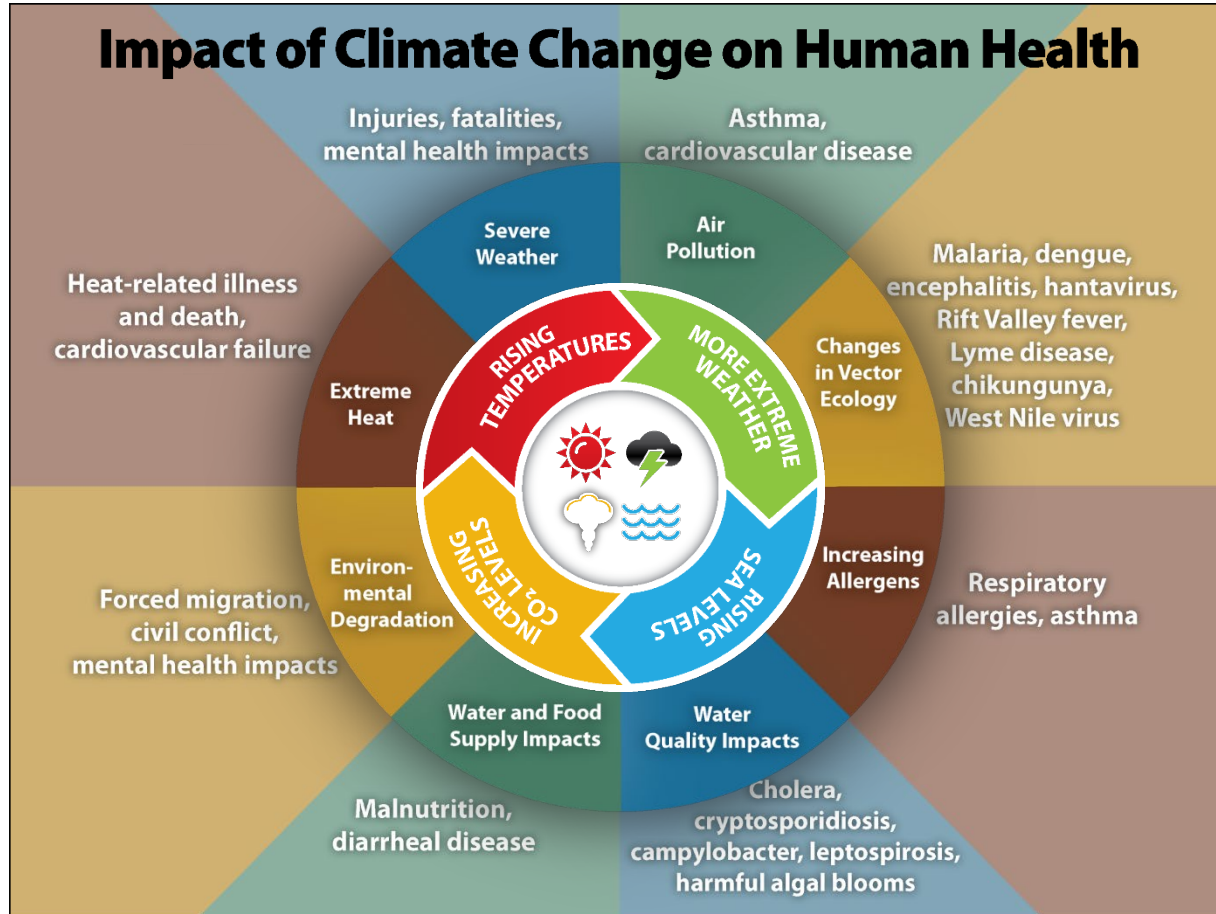 Impact of Climate Change on Human Health
Injuries, fatalities,
mental health impacts
Asthma,
cardiovascular disease
Severe
Weather
Air
Pollution
Heat-related illness
and death,
cardiovascular failure
Malaria, dengue,
encephalitis, hantavirus,
Rift Valley fever,
Lyme disease,
chikungunya,
West Nile virus
Extreme
Heat
RISING
TEMPERATURES
MORE EXTREME
WEATHER
Changes
in Vector
Ecology
Forced migration,
civil conflict,
mental health impacts
Environ-
mental
Degradation
INCREASING
CO₂ LEVELS
RISING
SEA LEVELS
Increasing
Allergens
Respiratory
allergies, asthma
Water and Food
Supply Impacts
Water
Quality Impacts
Malnutrition,
diarrheal disease
Cholera,
cryptosporidiosis,
campylobacter, leptospirosis,
harmful algal blooms